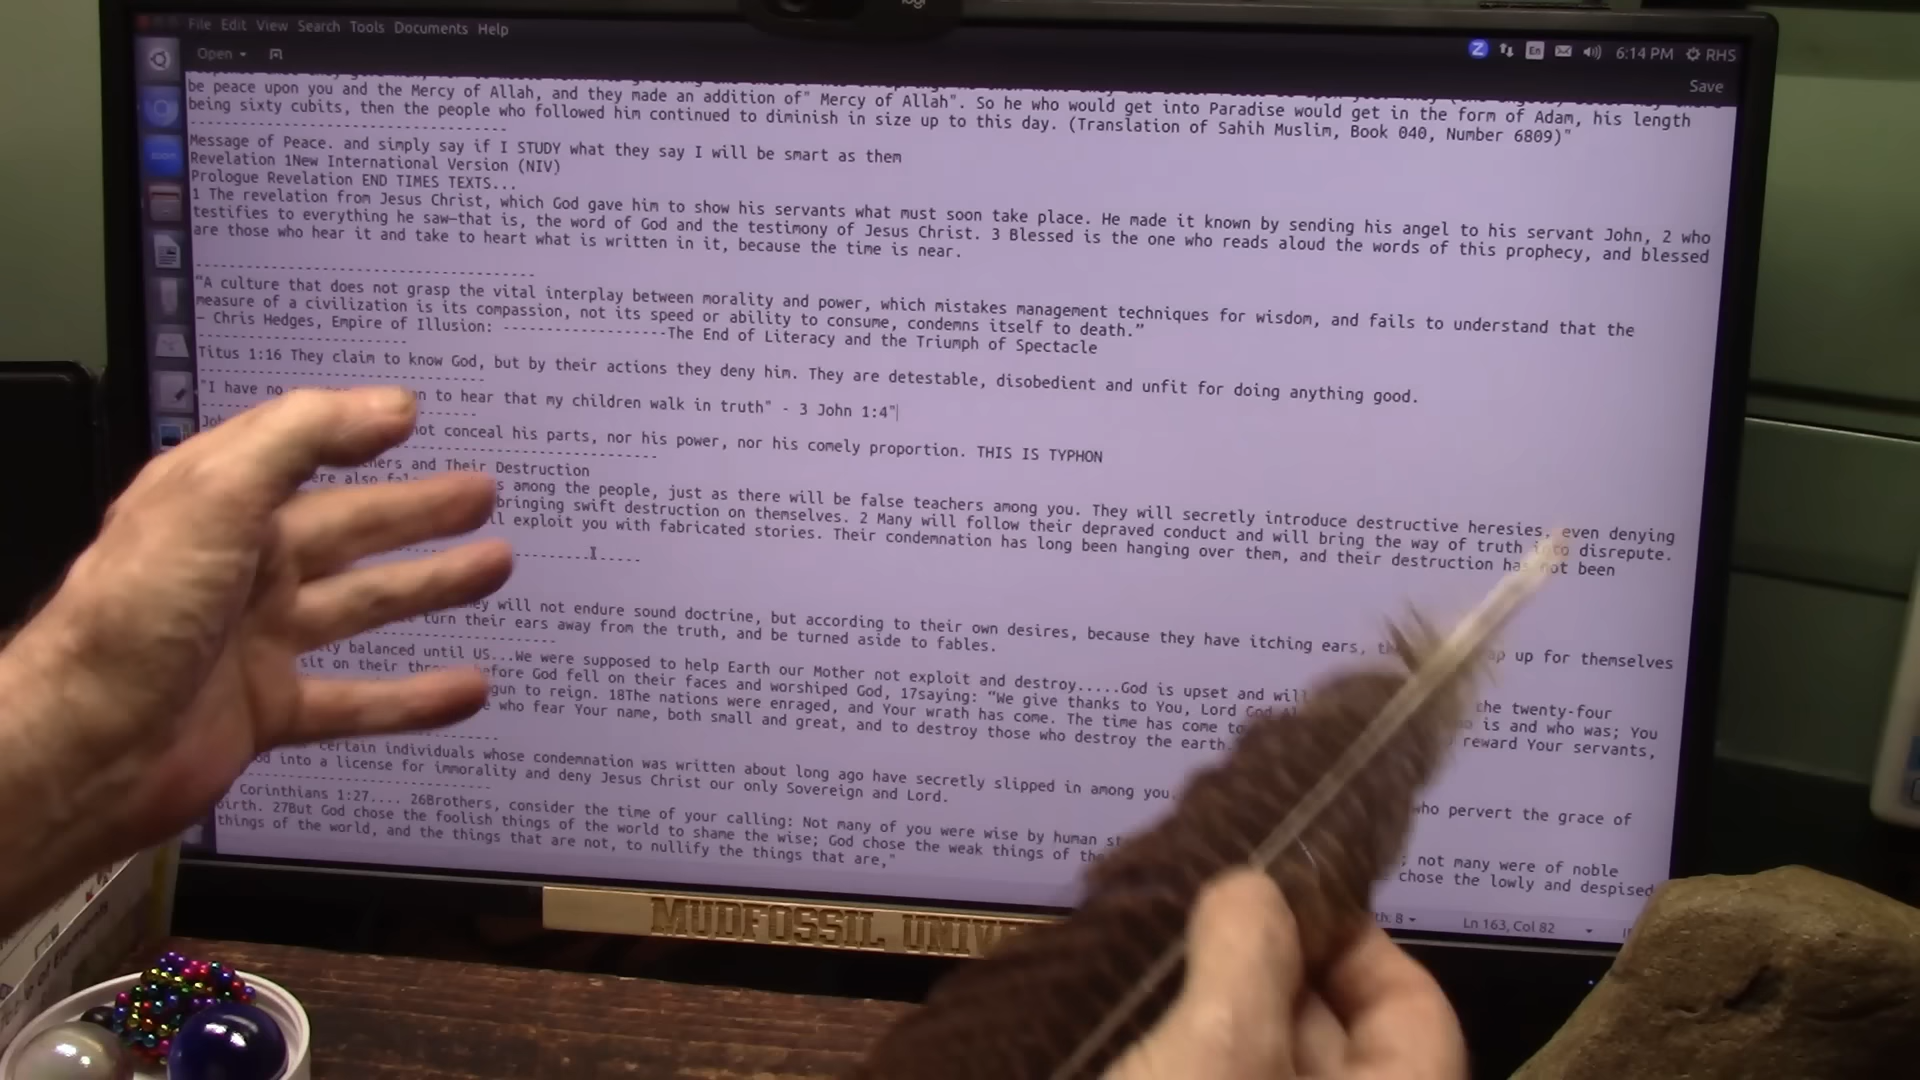 File Edit View Search Tools Documents Help
Open
6:14 PM RHS
Save
be peace upon you and the Mercy of Allah, and they made an addition of" Mercy of Allah". So he who would get into Paradise would get in the form of Adam, his length
being sixty cubits, then the people who followed him continued to diminish in size up to this day. (Translation of Sahih Muslim, Book 040, Number 6809)"
-----------------------------------
Message of Peace. and simply say if I STUDY what they say I will be smart as them
Revelation 1New International Version (NIV)
Prologue Revelation END TIMES TEXTS...
1 The revelation from Jesus Christ, which God gave him to show his servants what must soon take place. He made it known by sending his angel to his servant John, 2 who
testifies to everything he saw—that is, the word of God and the testimony of Jesus Christ. 3 Blessed is the one who reads aloud the words of this prophecy, and blessed
are those who hear it and take to heart what is written in it, because the time is near.
-------------------------------------
"A culture that does not grasp the vital interplay between morality and power, which mistakes management techniques for wisdom, and fails to understand that the
measure of a civilization is its compassion, not its speed or ability to consume, condemns itself to death."
— Chris Hedges, Empire of Illusion: ------------------The End of Literacy and the Triumph of Spectacle
-----------------------
Titus 1:16 They claim to know God, but by their actions they deny him. They are detestable, disobedient and unfit for doing anything good.
-------------------------------
"I have no to hear that my children walk in truth" - 3 John 1:4"
not conceal his parts, nor his power, nor his comely proportion. THIS IS TYPHON
and Their Destruction
among the people, just as there will be false teachers among you. They will secretly introduce destructive heresies, even denying
bringing swift destruction on themselves. 2 Many will follow their depraved conduct and will bring the way of truth into disrepute.
exploit you with fabricated stories. Their condemnation has long been hanging over them, and their destruction has not been
they will not endure sound doctrine, but according to their own desires, because they have itching ears, up for themselves
turn their ears away from the truth, and be turned aside to fables.
balanced until US...We were supposed to help Earth our Mother not exploit and destroy.....God is upset and will the twenty-four
sit on their before God fell on their faces and worshiped God, 17saying: "We give thanks to You, Lord God is and who was; You
to reign. 18The nations were enraged, and Your wrath has come. The time has come to reward Your servants,
who fear Your name, both small and great, and to destroy those who destroy the earth.
certain individuals whose condemnation was written about long ago have secretly slipped in among you. who pervert the grace of
into a license for immorality and deny Jesus Christ our only Sovereign and Lord.
Corinthians 1:27.... 26Brothers, consider the time of your calling: Not many of you were wise by human not many were of noble
birth. 27But God chose the foolish things of the world to shame the wise; God chose the weak things of the chose the lowly and despised
things of the world, and the things that are not, to nullify the things that are,"
Ln 163, Col 82
MUDFOSSIL